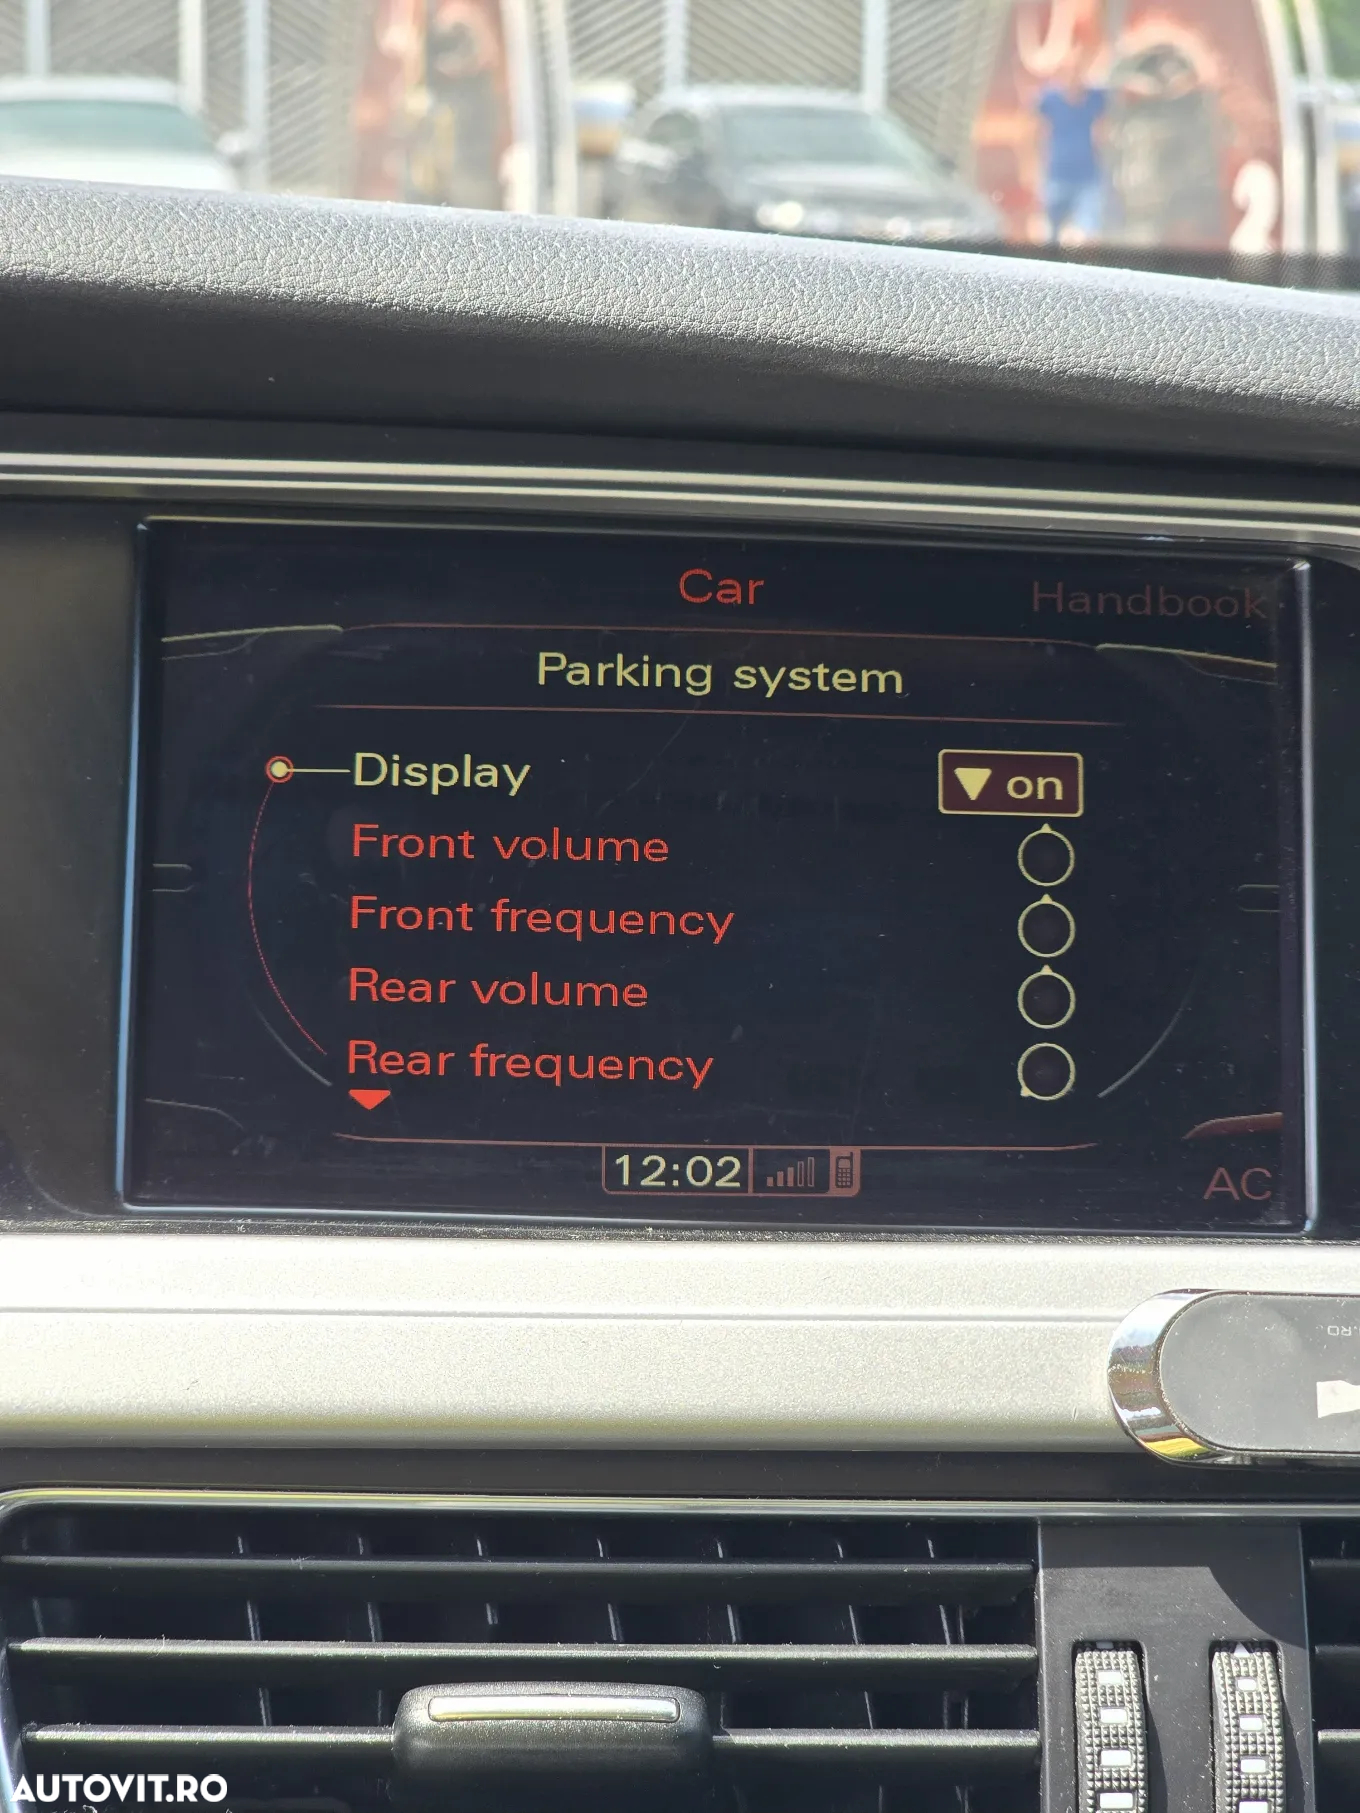 Car
Handbook
Parking system
Display
on
Front volume
Front frequency
Rear volume
Rear frequency
12:02
AC
AUTOVIT.RO